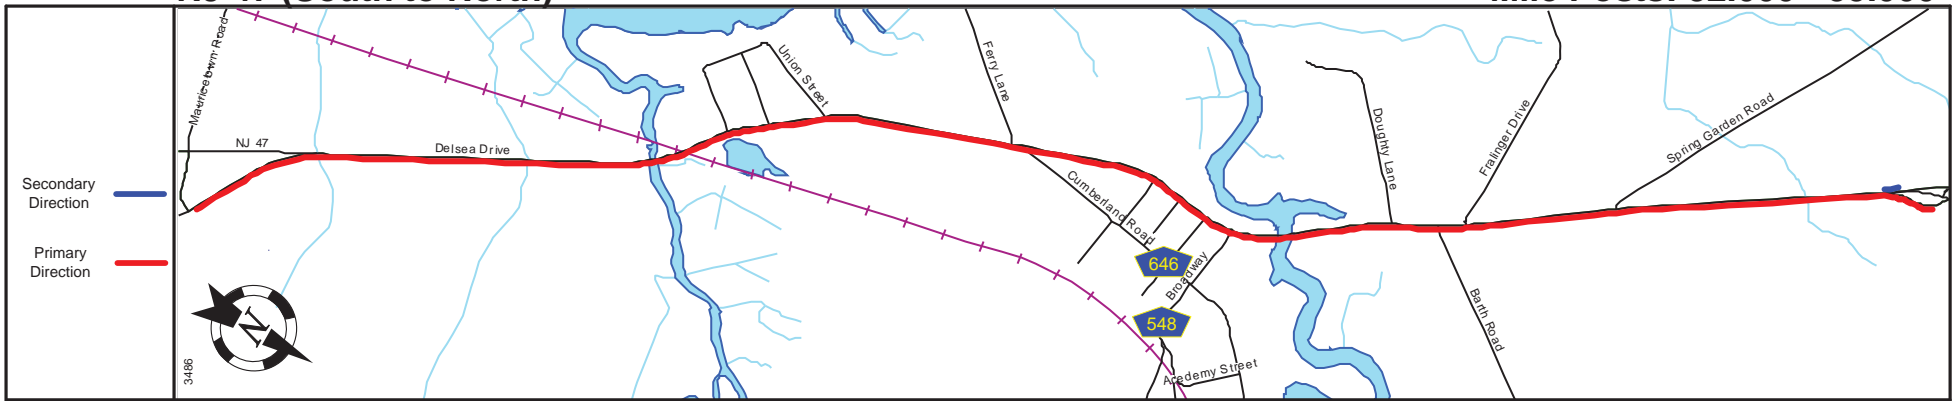 Secondary
Direction
Primary
Direction
Mauricetown Road
NJ 47
Delsea Drive
Union Street
Ferry Lane
Cumberland Road
646
Broadway
548
Academy Street
Doughty Lane
Fralinger Drive
Barth Road
Spring Garden Road
N
3486